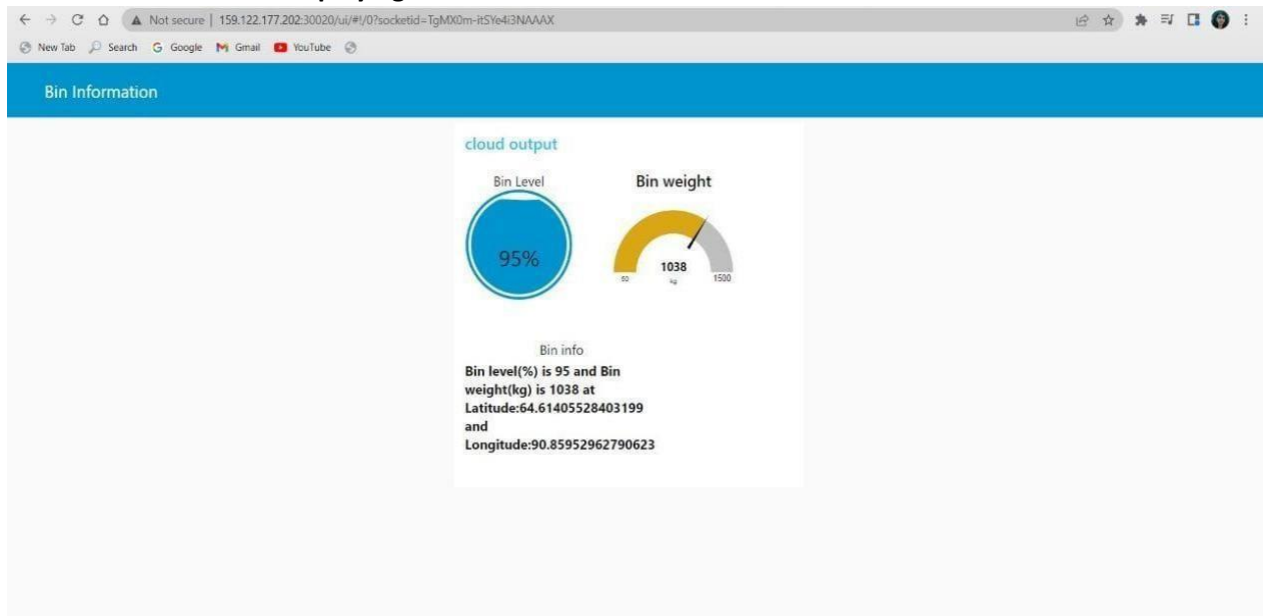 Not secure | 159.122.177.202:30020/ui/#!/0?socketid=TgMX0m-itSYe4i3NAAAX
New Tab Search Google Gmail YouTube
Bin Information
cloud output
Bin Level Bin weight
95%
1038
50 kg 1500
Bin info
Bin level(%) is 95 and Bin
weight(kg) is 1038 at
Latitude:64.61405528403199
and
Longitude:90.85952962790623